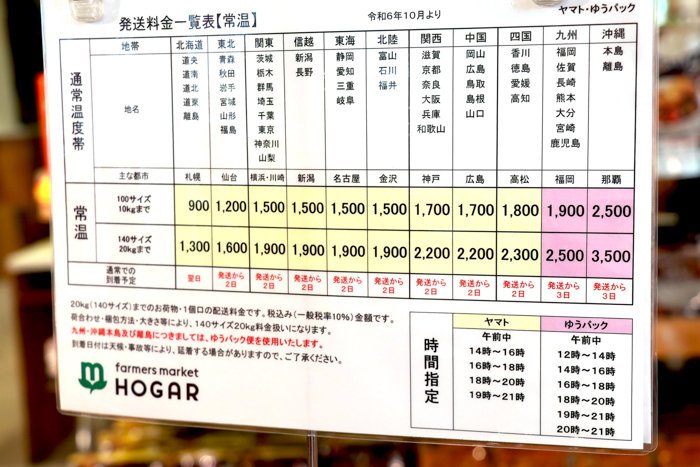 発送料金一覧表【常温】
令和6年10月より
ヤマト・ゆうパック
地帯 北海道 東北 関東 信越 東海 北陸 関西 中国 四国 九州 沖縄
通常温度帯
地名
道央 青森 茨城 新潟 静岡 富山 滋賀 岡山 香川 福岡 本島
道南 秋田 栃木 長野 愛知 石川 京都 広島 徳島 佐賀 離島
道北 岩手 群馬 三重 福井 奈良 鳥取 愛媛 長崎
道東 宮城 埼玉 岐阜 大阪 島根 高知 熊本
離島 山形 千葉 兵庫 山口 大分
福島 東京 和歌山 宮崎
神奈川 鹿児島
山梨
主な都市 札幌 仙台 横浜・川崎 新潟 名古屋 金沢 神戸 広島 高松 福岡 那覇
常温
100サイズ
10kgまで
900 1,200 1,500 1,500 1,500 1,500 1,700 1,700 1,800 1,900 2,500
140サイズ
20kgまで
1,300 1,600 1,900 1,900 1,900 1,900 2,200 2,200 2,300 2,500 3,500
通常での
到着予定
翌日 発送から2日 発送から2日 発送から2日 発送から2日 発送から2日 発送から2日 発送から2日 発送から2日 発送から3日 発送から3日
20kg(140サイズ)までのお荷物・1個口の配送料金です。税込み(一般税率10%)金額です。
荷合わせ・梱包方法・大きさ等により、140サイズ20kg料金扱いになります。
九州・沖縄本島及び離島につきましては、ゆうパック便を使用いたします。
到着日付は天候・事故等により、延着する場合がありますので、ご了承ください。
farmers market
HOGAR
時間指定
ヤマト ゆうパック
午前中 午前中
14時～16時 12時～14時
16時～18時 14時～16時
18時～20時 16時～18時
19時～21時 18時～20時
19時～21時
20時～21時